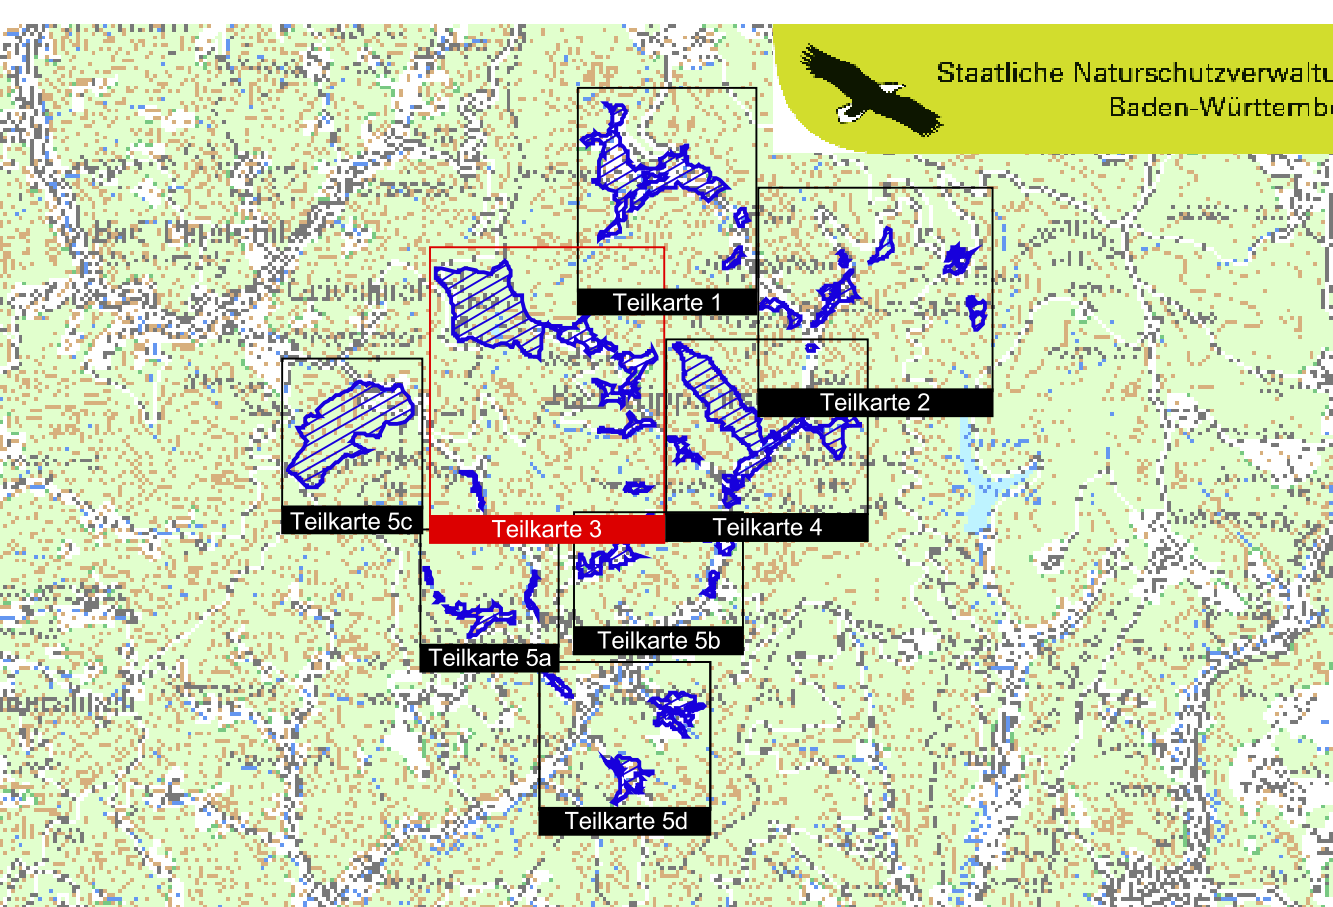 Staatliche Naturschutzverwaltu
Baden-Württembe
Teilkarte 1
Teilkarte 2
Teilkarte 5c
Teilkarte 3
Teilkarte 4
Teilkarte 5a
Teilkarte 5b
Teilkarte 5d